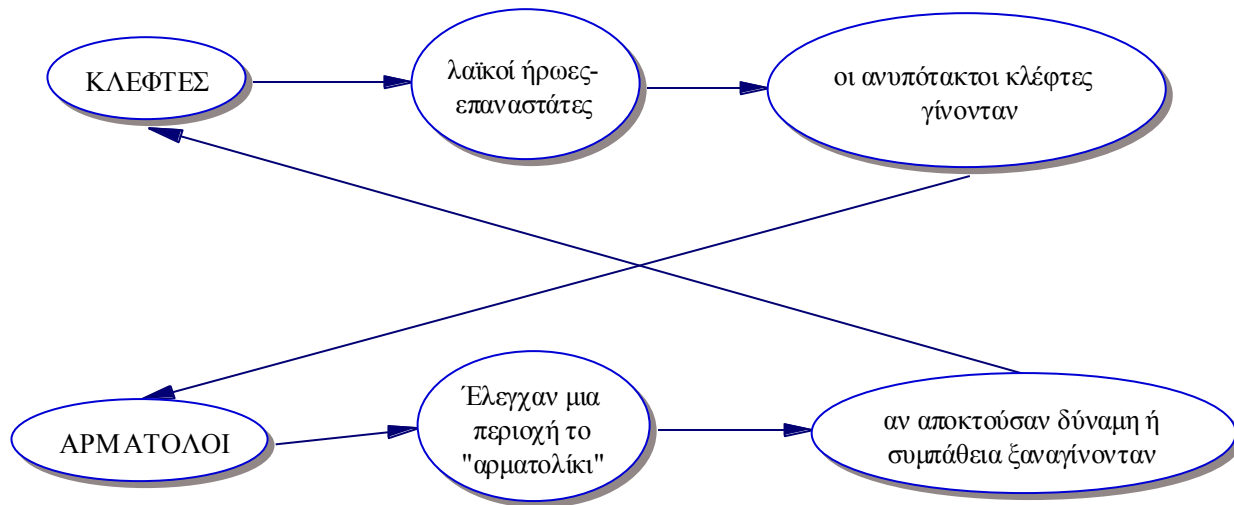 ΚΛΕΦΤΕΣ
λαϊκοί ήρωες-
επαναστάτες
οι ανυπότακτοι κλέφτες
γίνονταν
ΑΡΜΑΤΟΛΟΙ
Έλεγχαν μια
περιοχή το
"αρματολίκι"
αν αποκτούσαν δύναμη ή
συμπάθεια ξαναγίνονταν